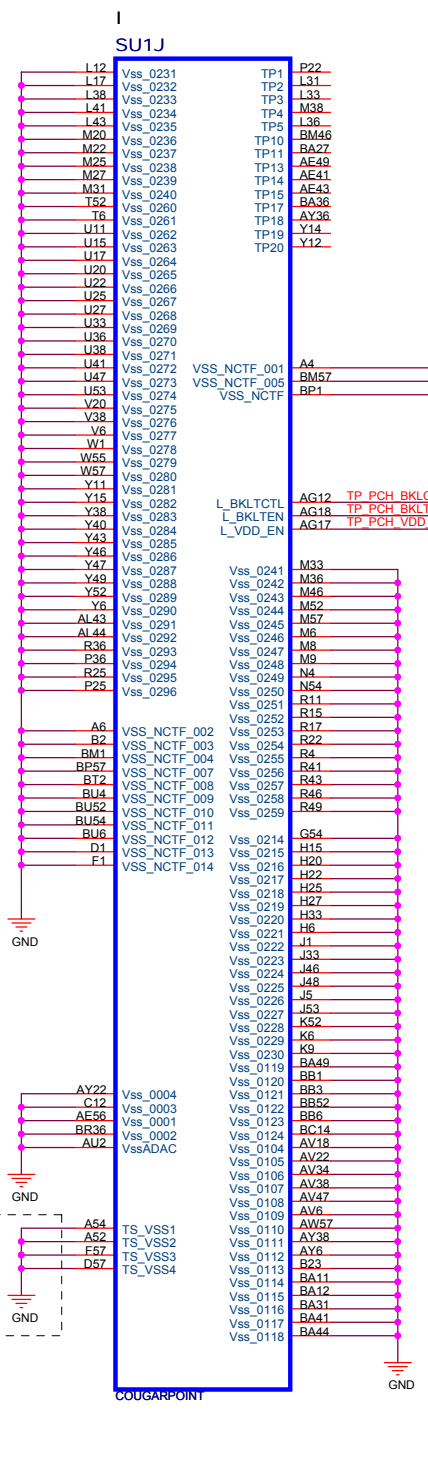 I
SU1J
L12 Vss_0231
L17 Vss_0232
L38 Vss_0233
L41 Vss_0234
L43 Vss_0235
M20 Vss_0236
M22 Vss_0237
M25 Vss_0238
M27 Vss_0239
M31 Vss_0240
T52 Vss_0260
T6 Vss_0261
U11 Vss_0262
U15 Vss_0263
U17 Vss_0264
U20 Vss_0265
U22 Vss_0266
U25 Vss_0267
U27 Vss_0268
U33 Vss_0269
U36 Vss_0270
U38 Vss_0271
U41 Vss_0272
U47 Vss_0273
U53 Vss_0274
V20 Vss_0275
V38 Vss_0276
V6 Vss_0277
W1 Vss_0278
W55 Vss_0279
W57 Vss_0280
Y11 Vss_0281
Y15 Vss_0282
Y38 Vss_0283
Y40 Vss_0284
Y43 Vss_0285
Y46 Vss_0286
Y47 Vss_0287
Y49 Vss_0288
Y52 Vss_0289
Y6 Vss_0290
AL43 Vss_0291
AL44 Vss_0292
R36 Vss_0293
P36 Vss_0294
R25 Vss_0295
P25 Vss_0296
A6 VSS_NCTF_002
B2 VSS_NCTF_003
BM1 VSS_NCTF_004
BP57 VSS_NCTF_007
BT2 VSS_NCTF_008
BU4 VSS_NCTF_009
BU52 VSS_NCTF_010
BU54 VSS_NCTF_011
BU6 VSS_NCTF_012
D1 VSS_NCTF_013
F1 VSS_NCTF_014
GND
AY22 Vss_0004
C12 Vss_0003
AE56 Vss_0001
BR36 Vss_0002
AU2 VssADAC
GND
A54 TS_VSS1
A52 TS_VSS2
F57 TS_VSS3
D57 TS_VSS4
GND
TP1 P22
TP2 L31
TP3 L33
TP4 M38
TP5 L36
TP10 BM46
TP11 BA27
TP13 AE49
TP14 AE41
TP15 AE43
TP17 BA36
TP18 AY36
TP19 Y14
TP20 Y12
VSS_NCTF_001 A4
VSS_NCTF_005 BM57
VSS_NCTF BP1
L_BKLTCTL AG12 TP_PCH_BKLC
L_BKLTEN AG18 TP_PCH_BKLT
L_VDD_EN AG17 TP_PCH_VDD_
Vss_0241 M33
Vss_0242 M36
Vss_0243 M46
Vss_0244 M52
Vss_0245 M57
Vss_0246 M6
Vss_0247 M8
Vss_0248 M9
Vss_0249 N4
Vss_0250 N54
Vss_0251 R11
Vss_0252 R15
Vss_0253 R17
Vss_0254 R22
Vss_0255 R4
Vss_0256 R41
Vss_0257 R43
Vss_0258 R46
Vss_0259 R49
Vss_0214 G54
Vss_0215 H15
Vss_0216 H20
Vss_0217 H22
Vss_0218 H25
Vss_0219 H27
Vss_0220 H33
Vss_0221 H6
Vss_0222 J1
Vss_0223 J33
Vss_0224 J46
Vss_0225 J48
Vss_0226 J5
Vss_0227 J53
Vss_0228 K52
Vss_0229 K6
Vss_0230 K9
Vss_0119 BA49
Vss_0120 BB1
Vss_0121 BB3
Vss_0122 BB52
Vss_0123 BB6
Vss_0124 BC14
Vss_0104 AV18
Vss_0105 AV22
Vss_0106 AV34
Vss_0107 AV38
Vss_0108 AV47
Vss_0109 AV6
Vss_0110 AW57
Vss_0111 AY38
Vss_0112 AY6
Vss_0113 B23
Vss_0114 BA11
Vss_0115 BA12
Vss_0116 BA31
Vss_0117 BA41
Vss_0118 BA44
GND
COUGARPOINT